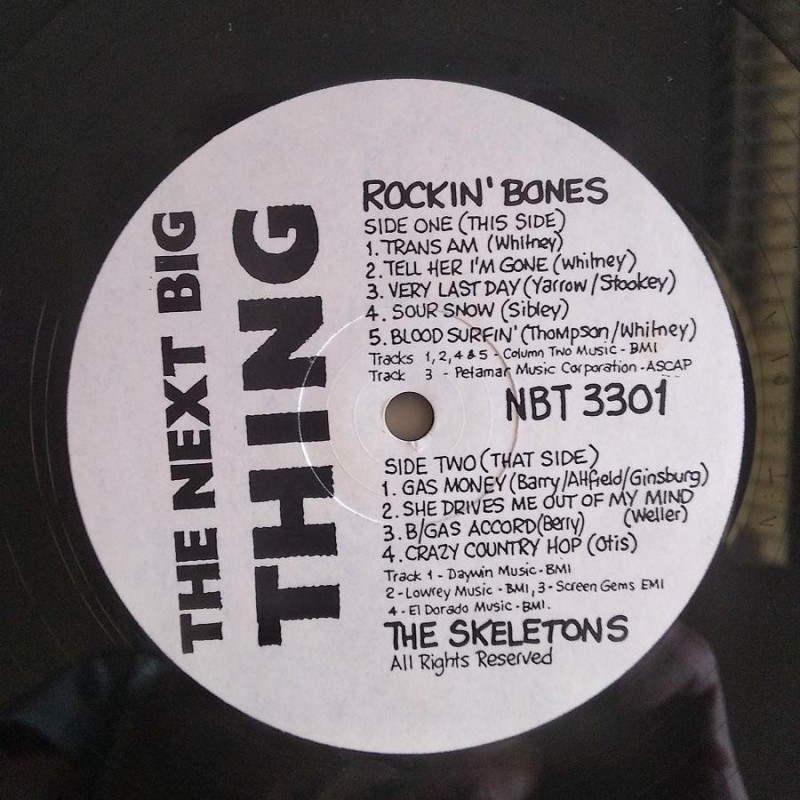 THE NEXT BIG
THING
ROCKIN' BONES
SIDE ONE (THIS SIDE)
1. TRANS AM (Whitney)
2. TELL HER I'M GONE (Whitney)
3. VERY LAST DAY (Yarrow/Stookey)
4. SOUR SNOW (Sibley)
5. BLOOD SURFIN' (Thompson/Whitney)
Tracks 1, 2, 4 & 5 - Column Two Music - BMI
Track 3 - Petamar Music Corporation - ASCAP
NBT 3301
SIDE TWO (THAT SIDE)
1. GAS MONEY (Barry/Altfield/Ginsburg)
2. SHE DRIVES ME OUT OF MY MIND
(Weller)
3. B/GAS ACCORD (Berry)
4. CRAZY COUNTRY HOP (Otis)
Track 1 - Daywin Music - BMI
2 - Lowrey Music - BMI, 3 - Screen Gems EMI
4 - El Dorado Music - BMI.
THE SKELETONS
All Rights Reserved